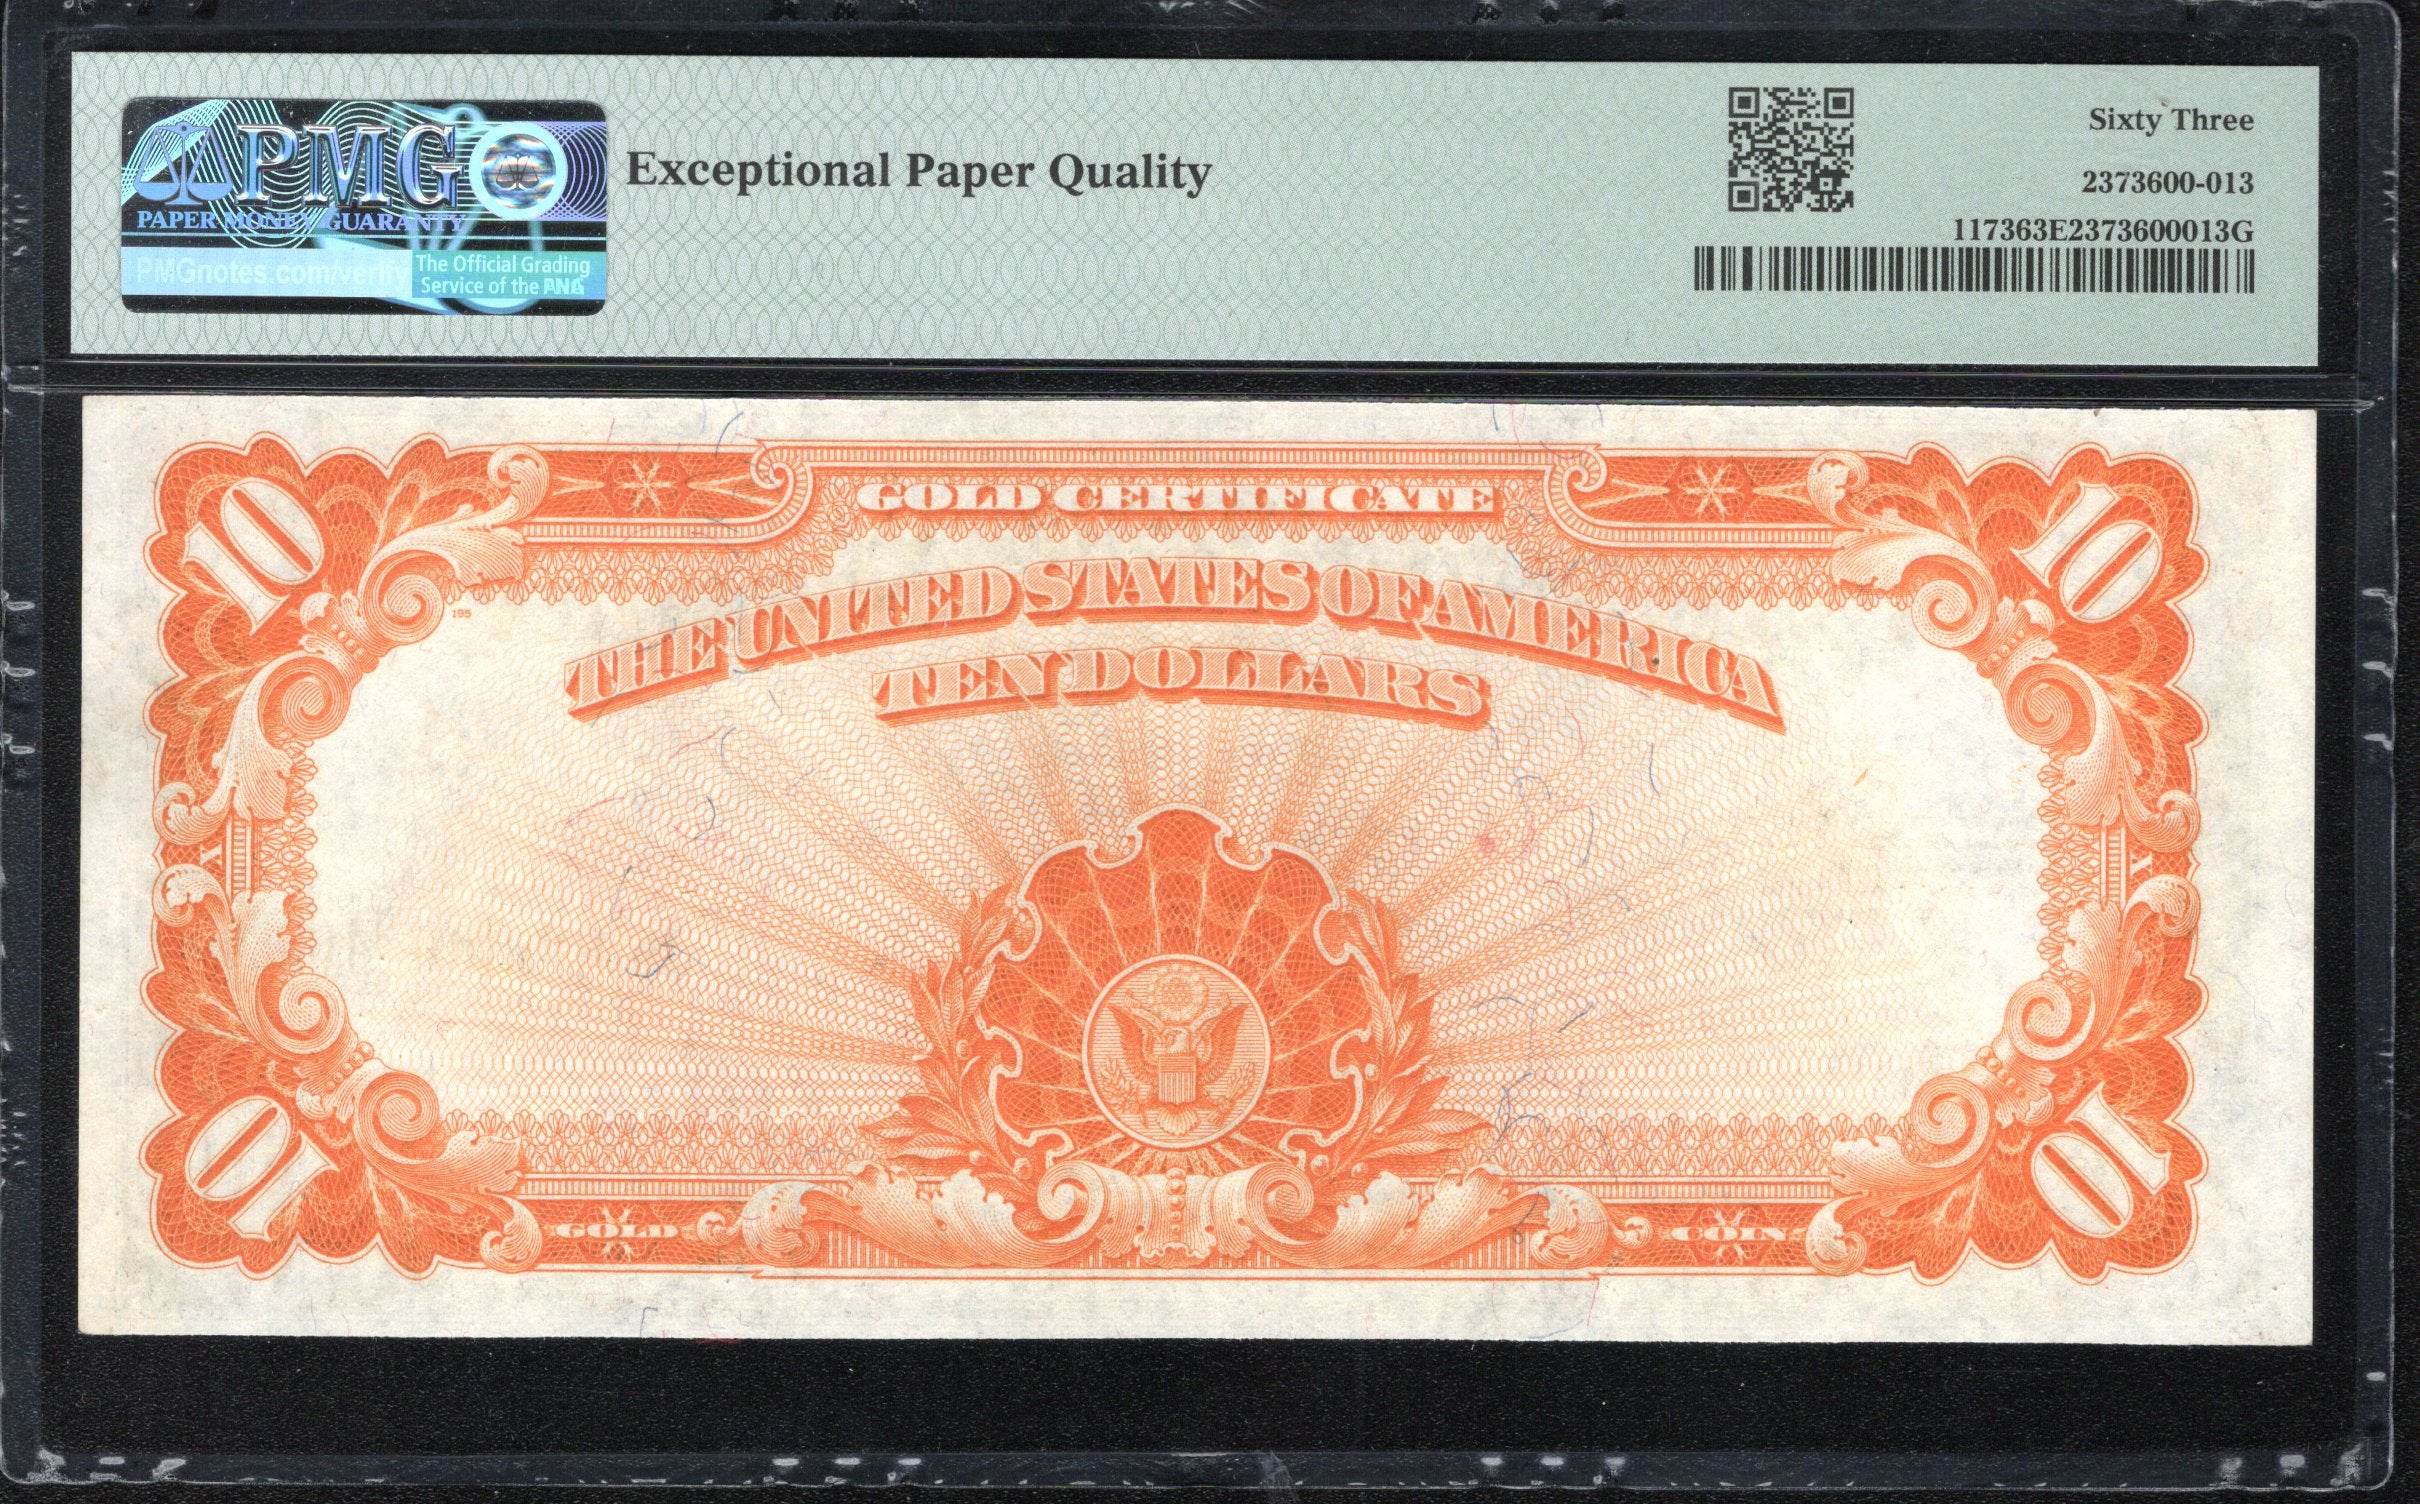 PMG
PAPER MONEY GUARANTY
PMGnotes.com/verify
The Official Grading
Service of the ANA
Exceptional Paper Quality
Sixty Three
2373600-013
117363E2373600013G
10
GOLD CERTIFICATE
10
195
THE UNITED STATES OF AMERICA
TEN DOLLARS
X
X
10
GOLD
COIN
10